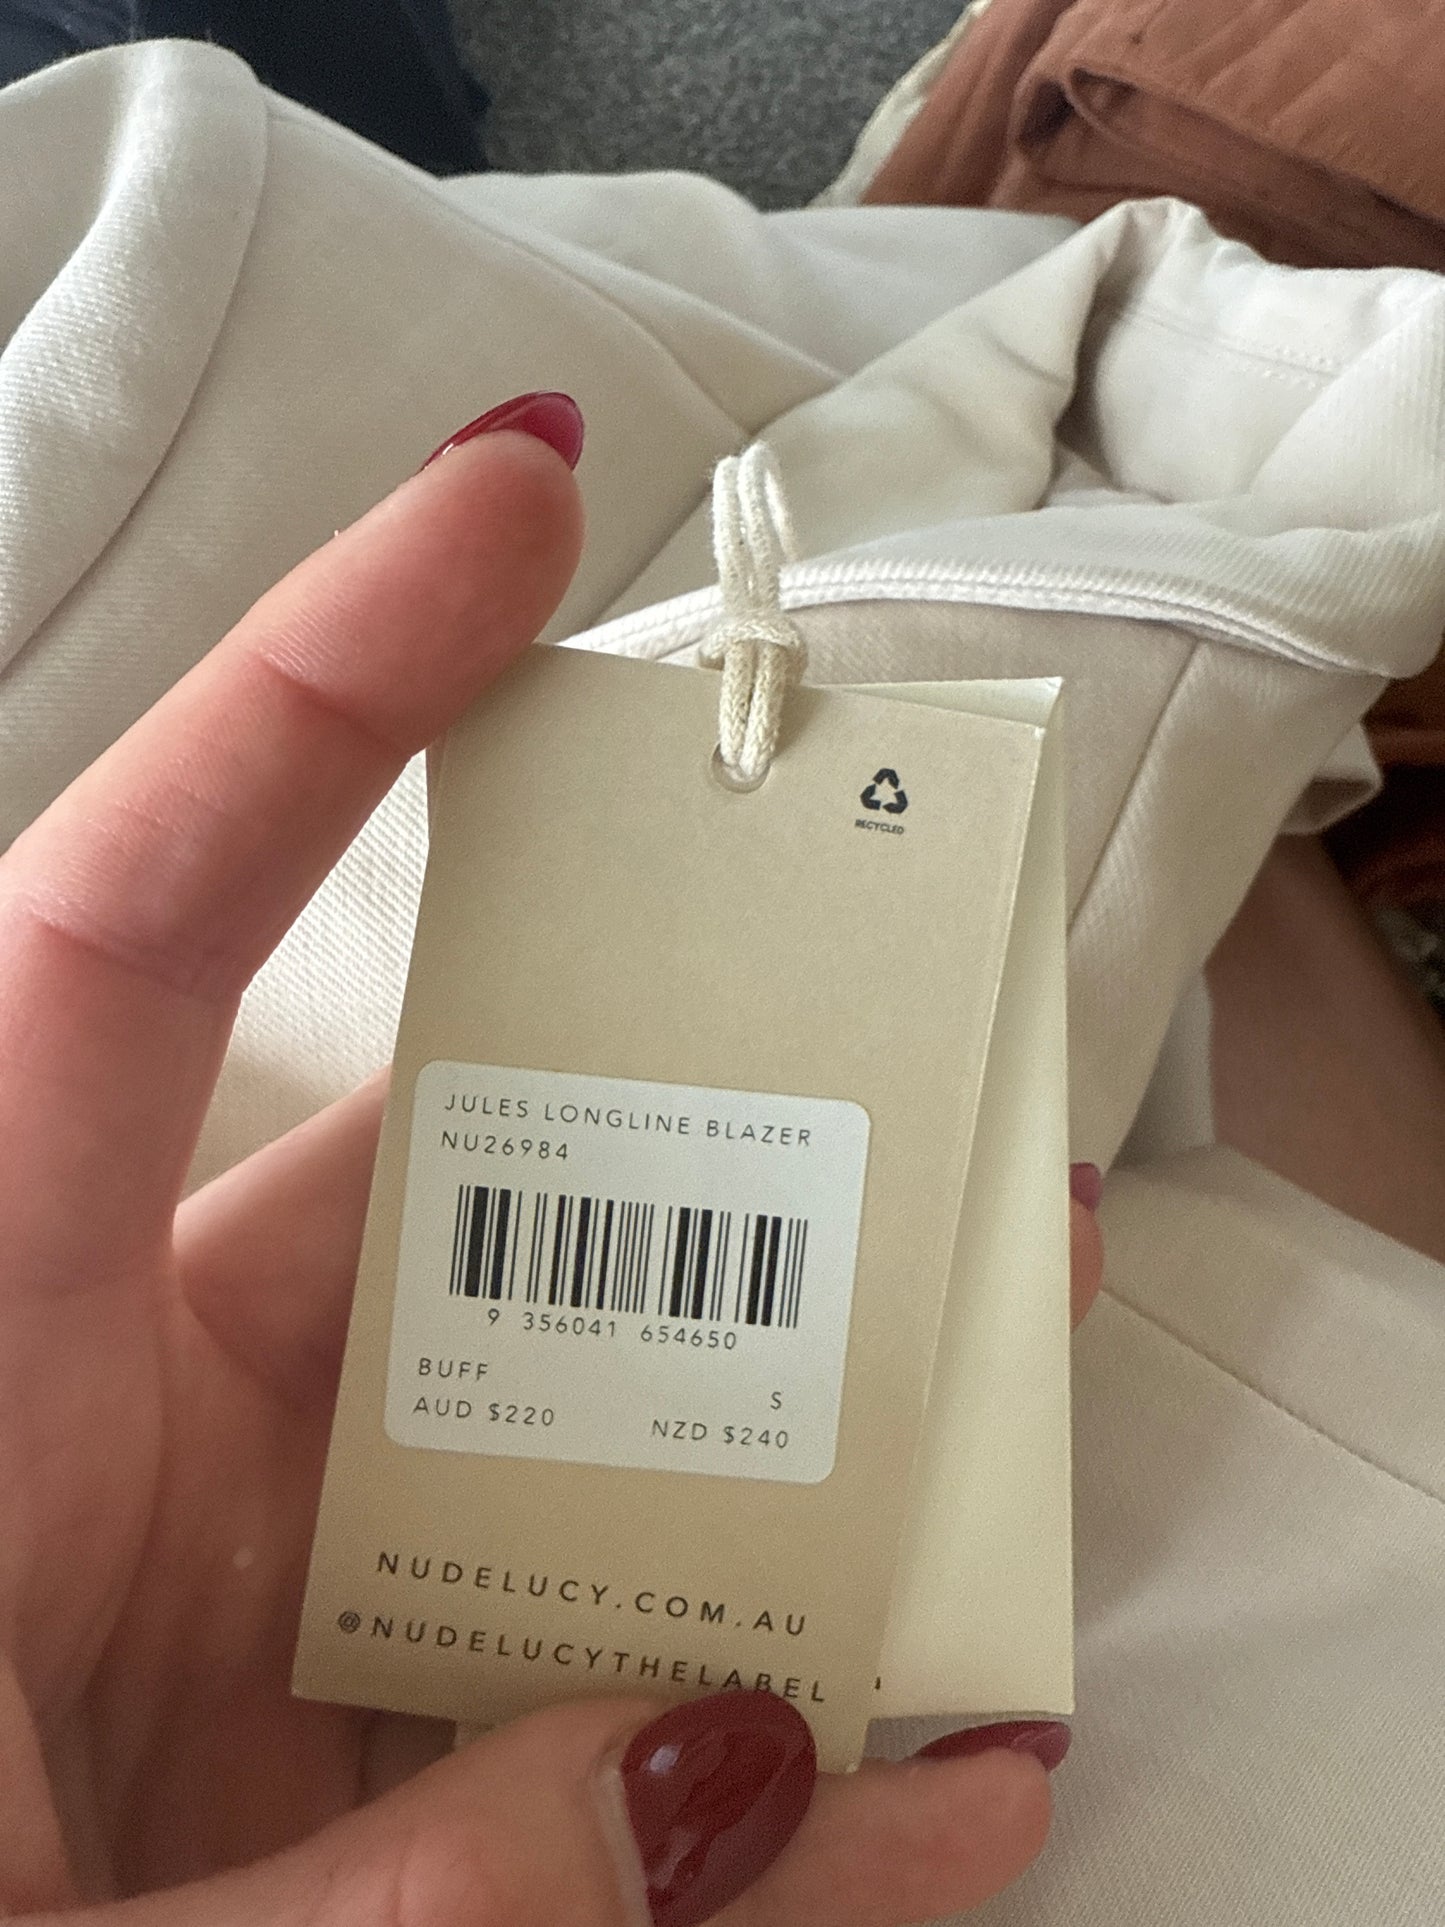 RECYCLED
JULES LONGLINE BLAZER
NU26984
9 356041 654650
BUFF
S
AUD $220
NZD $240
NUDELUCY.COM.AU
@NUDELUCYTHELABEL